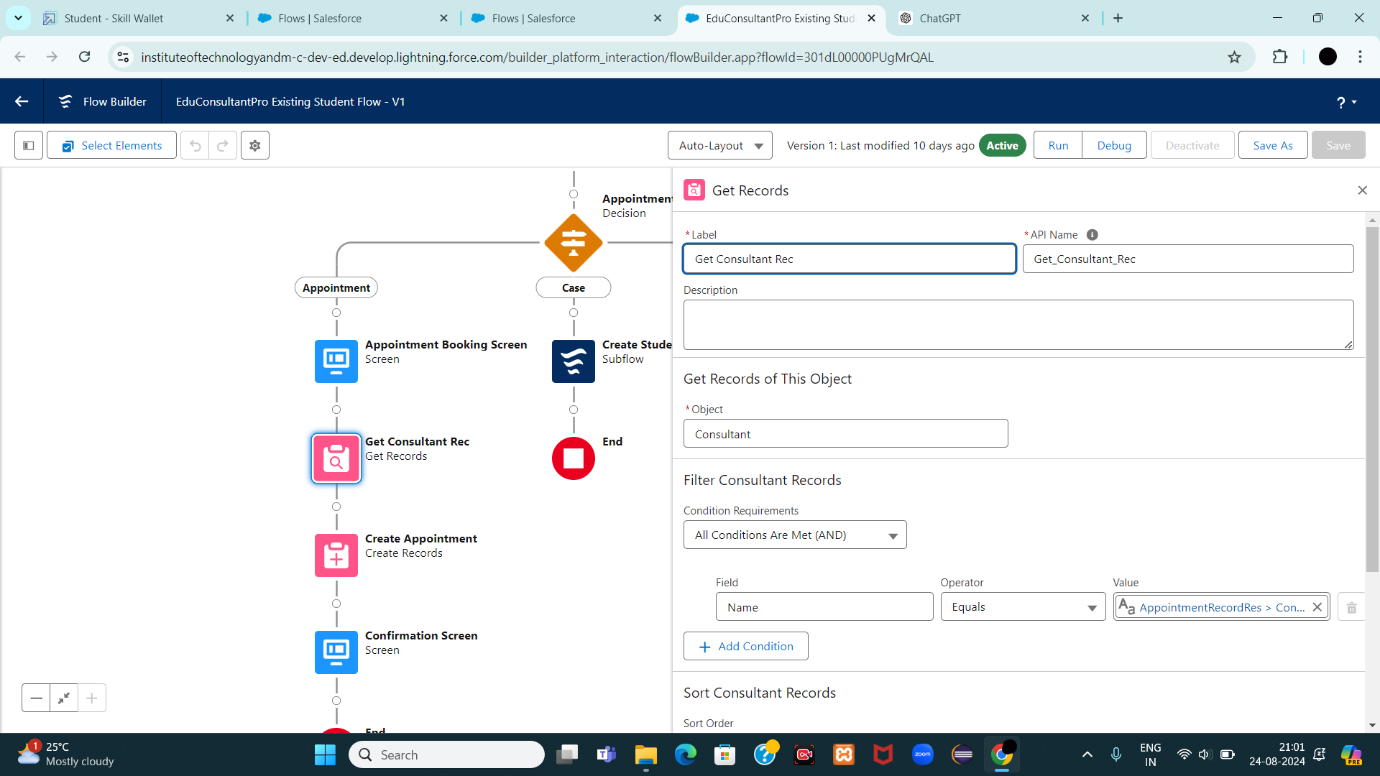 Student - Skill Wallet
Flows | Salesforce
Flows | Salesforce
EduConsultantPro Existing Stud
ChatGPT
instituteoftechnologyandm-c-dev-ed.develop.lightning.force.com/builder_platform_interaction/flowBuilder.app?flowId=301dL00000PUgMrQAL
Flow Builder
EduConsultantPro Existing Student Flow - V1
?
Select Elements
Auto-Layout
Version 1: Last modified 10 days ago
Active
Run
Debug
Deactivate
Save As
Save
Appointment
Decision
Appointment
Case
Appointment Booking Screen
Screen
Create Stude
Subflow
Get Consultant Rec
Get Records
End
Create Appointment
Create Records
Confirmation Screen
Screen
End
Get Records
* Label
* API Name
Get Consultant Rec
Get_Consultant_Rec
Description
Get Records of This Object
* Object
Consultant
Filter Consultant Records
Condition Requirements
All Conditions Are Met (AND)
Field
Operator
Value
Name
Equals
Aa AppointmentRecordRes > Con...
+ Add Condition
Sort Consultant Records
Sort Order
1
25°C
Mostly cloudy
Search
zoom
ENG
IN
21:01
24-08-2024
PRE